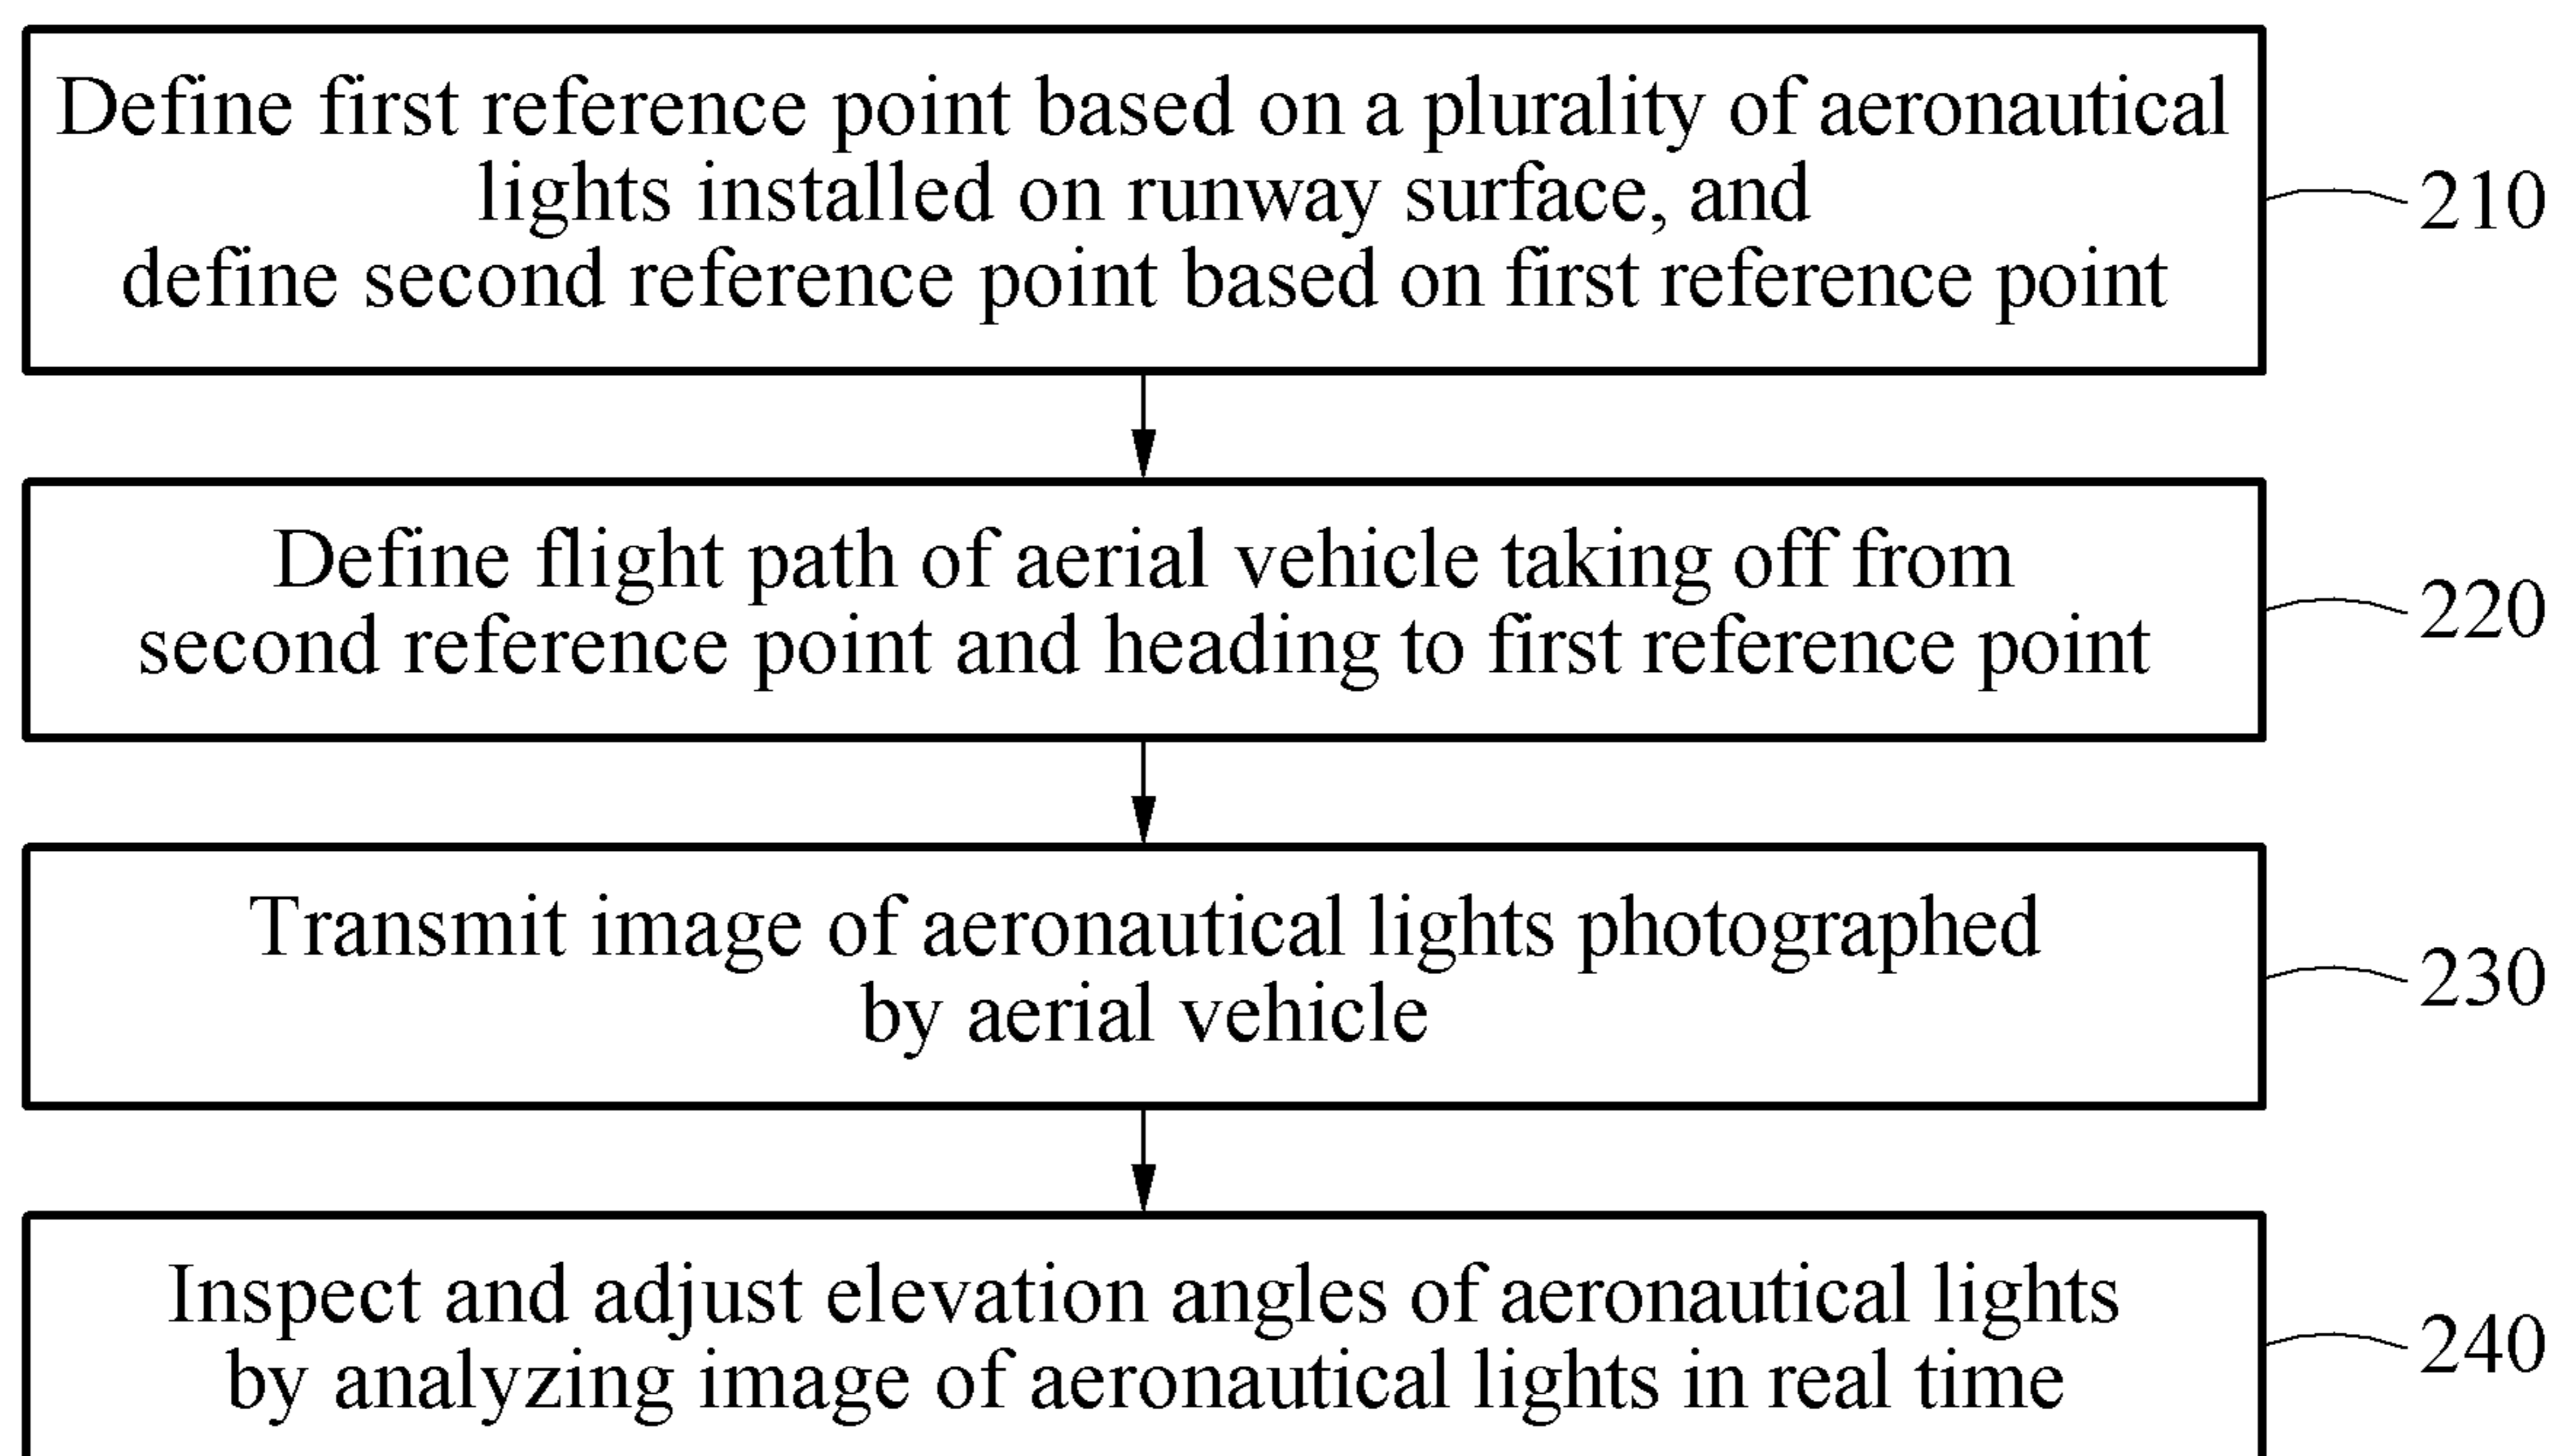 Define first reference point based on a plurality of aeronautical
lights installed on runway surface, and
define second reference point based on first reference point
210
Define flight path of aerial vehicle taking off from
second reference point and heading to first reference point
220
Transmit image of aeronautical lights photographed
by aerial vehicle
230
Inspect and adjust elevation angles of aeronautical lights
by analyzing image of aeronautical lights in real time
240